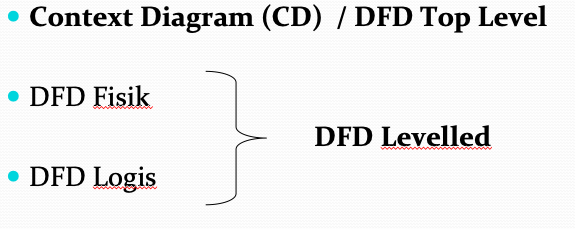 Context Diagram (CD) / DFD Top Level
DFD Fisik
DFD Levelled
DFD Logis